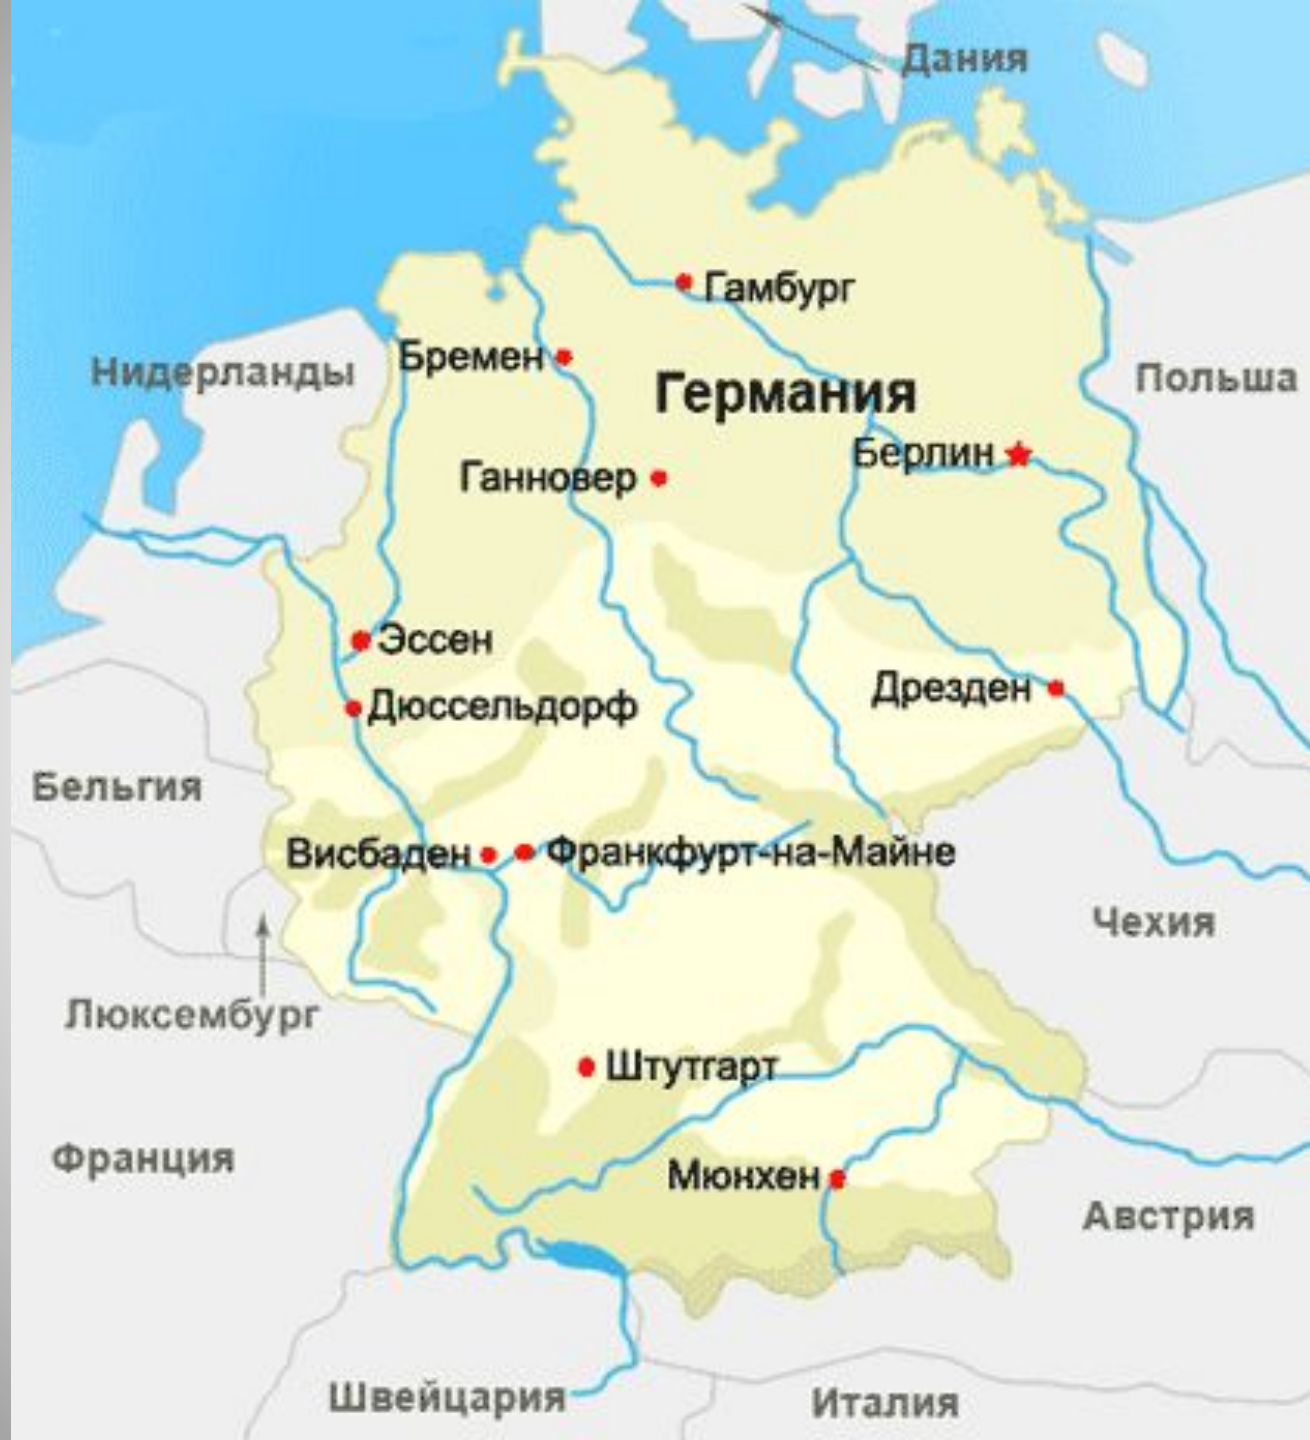 Дания
Гамбург
Бремен
Нидерланды
Германия
Польша
Берлин
Ганновер
Эссен
Дрезден
Дюссельдорф
Бельгия
Висбаден
Франкфурт-на-Майне
Чехия
Люксембург
Штутгарт
Франция
Мюнхен
Австрия
Швейцария
Италия